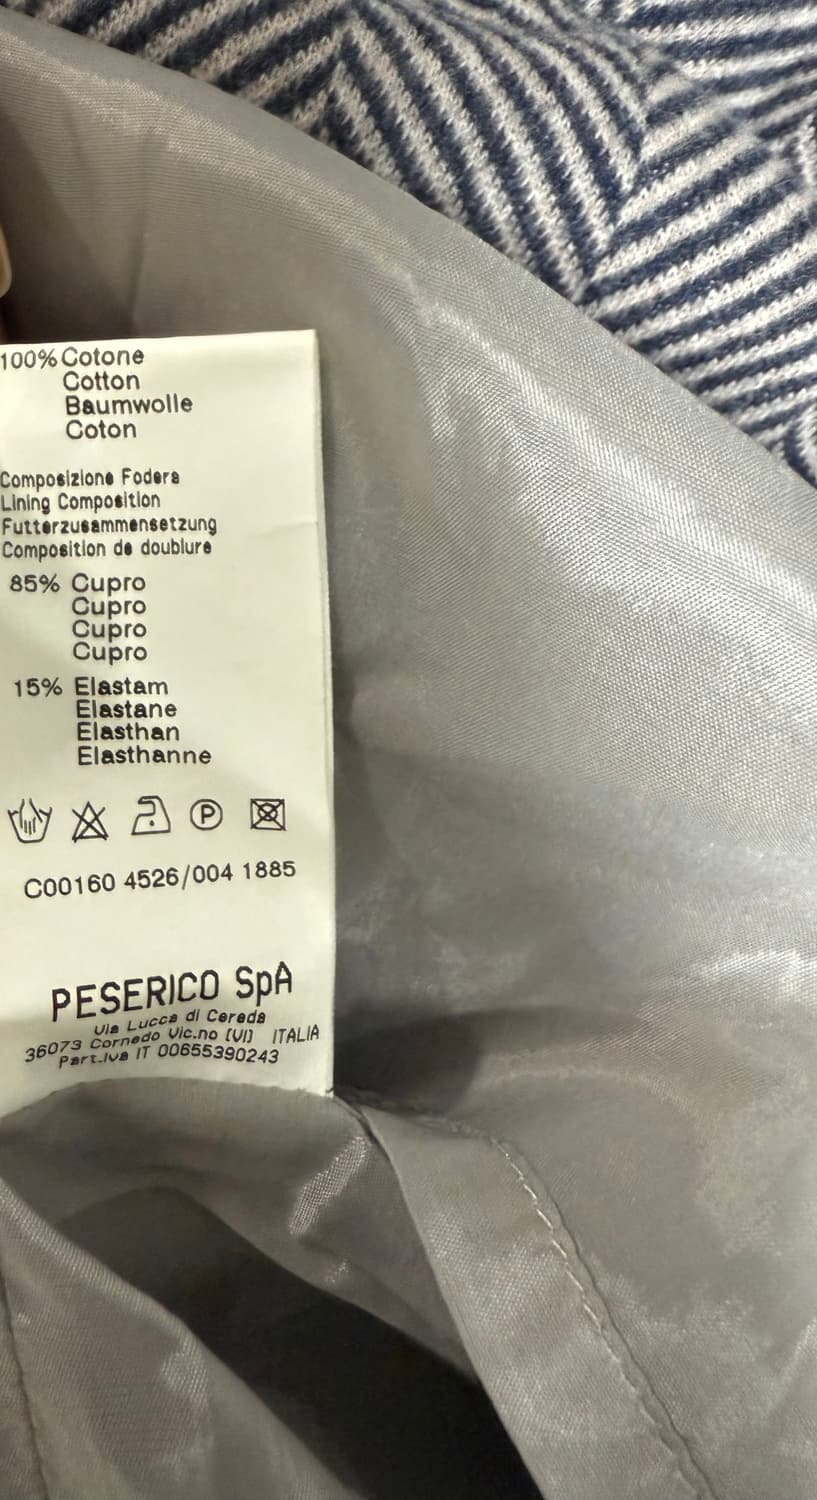 100% Cotone
Cotton
Baumwolle
Coton
Composizione Fodera
Lining Composition
Futterzusammensetzung
Composition de doublure
85% Cupro
Cupro
Cupro
Cupro
15% Elastam
Elastane
Elasthan
Elasthanne
P
C00160 4526/004 1885
PESERICO SpA
Via Lucca di Cereda
36073 Cornedo Vic.no (VI) ITALIA
Part.Iva IT 00655390243